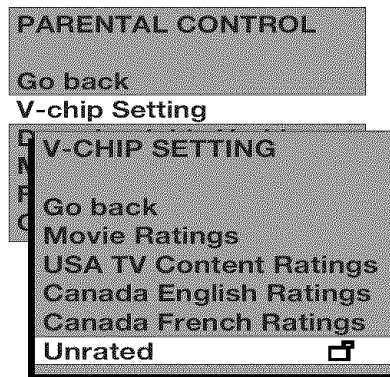 PARENTAL CONTROL
Go back
V-chip Setting
V-CHIP SETTING
Go back
Movie Ratings
USA TV Content Ratings
Canada English Ratings
Canada French Ratings
Unrated